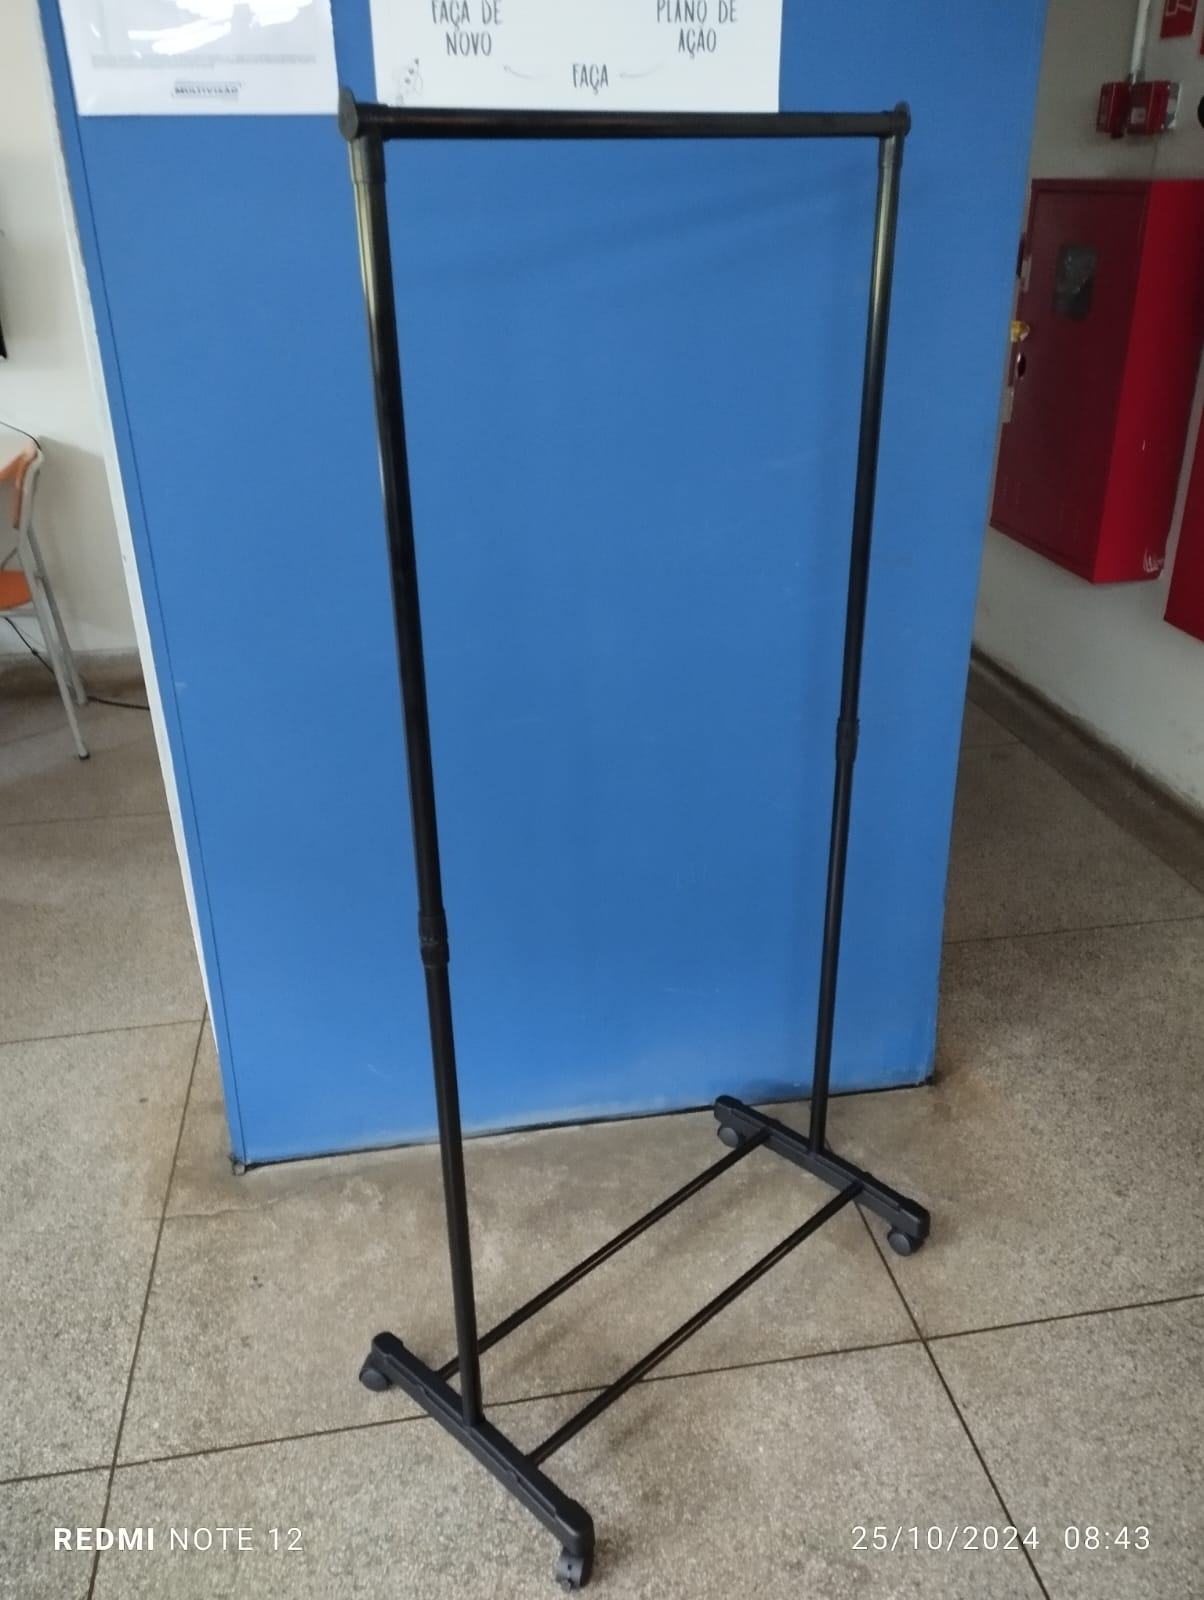 FAÇA DE
NOVO
PLANO DE
AÇÃO
FAÇA
MULTIVISÃO
REDMI NOTE 12
25/10/2024 08:43